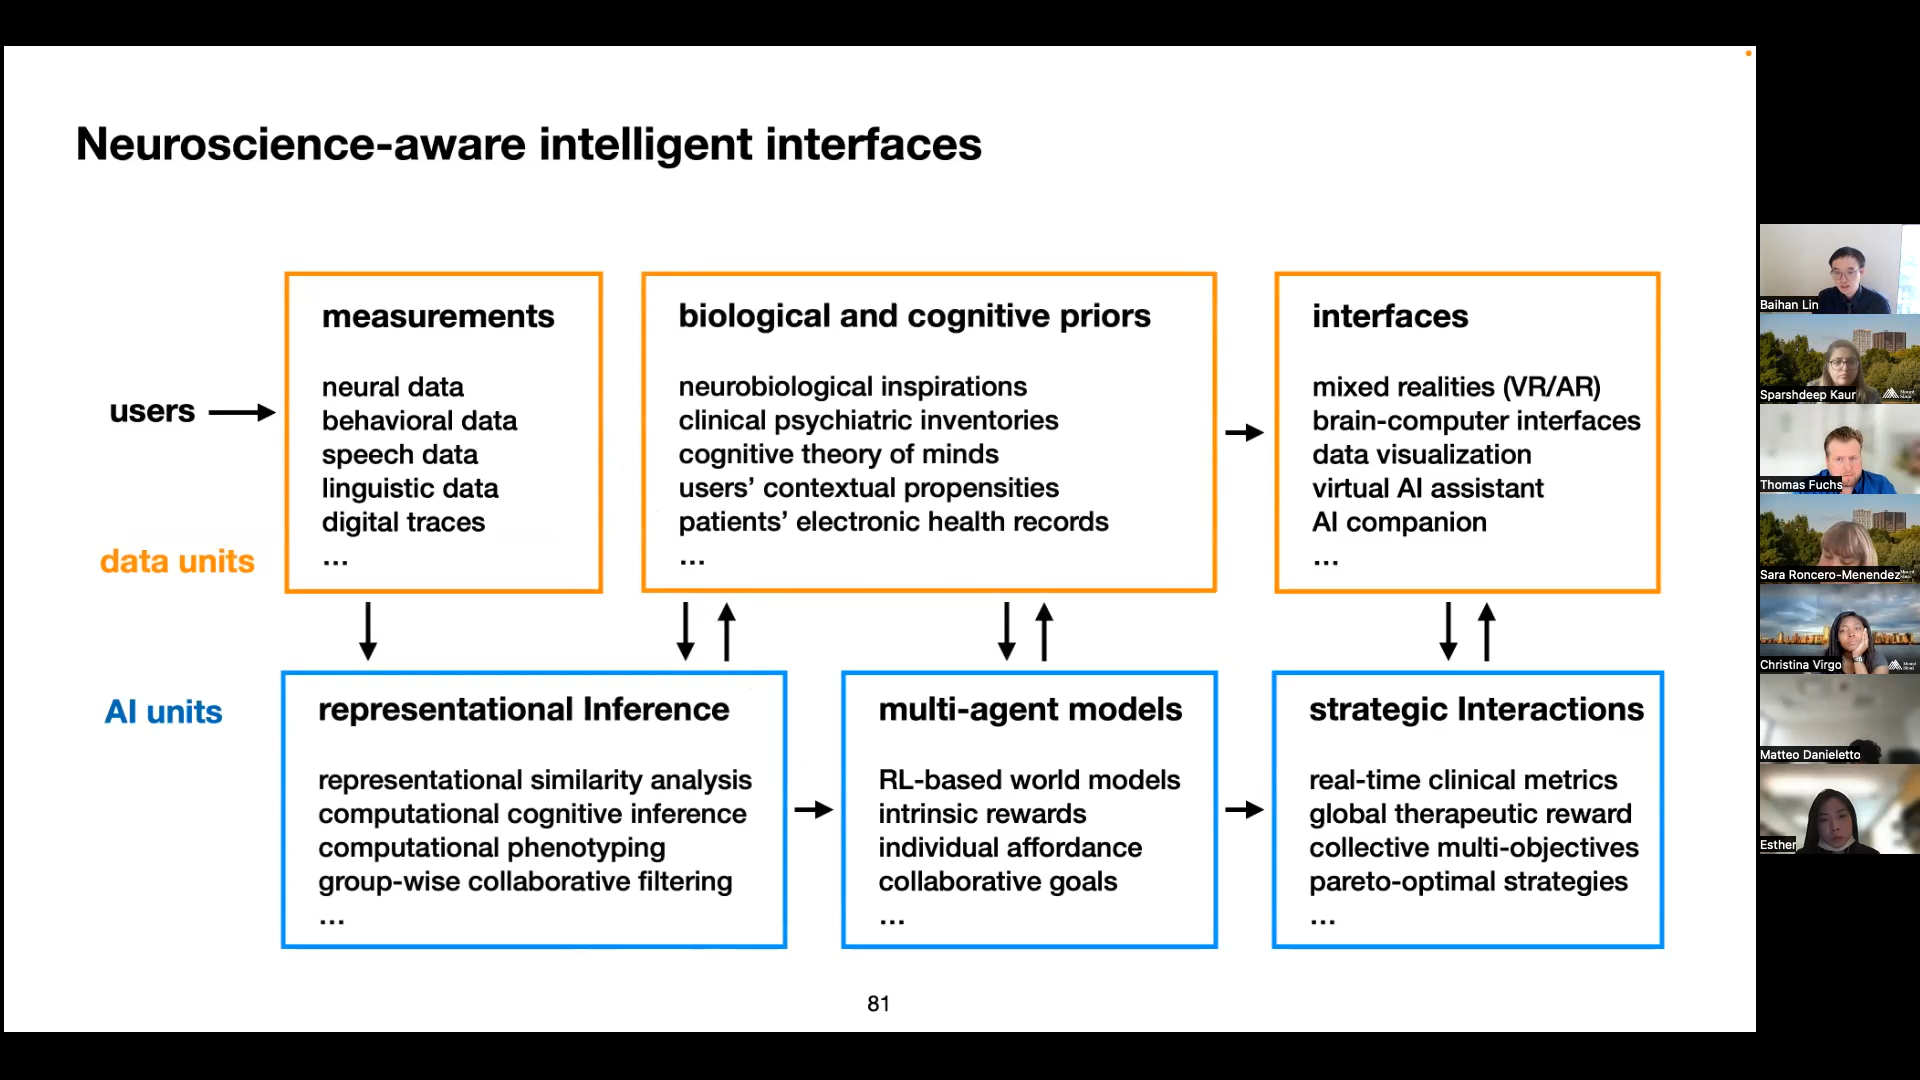 Neuroscience-aware intelligent interfaces
users
data units
measurements
neural data
behavioral data
speech data
linguistic data
digital traces
...
biological and cognitive priors
neurobiological inspirations
clinical psychiatric inventories
cognitive theory of minds
users’ contextual propensities
patients’ electronic health records
...
interfaces
mixed realities (VR/AR)
brain-computer interfaces
data visualization
virtual AI assistant
AI companion
...
AI units
representational Inference
representational similarity analysis
computational cognitive inference
computational phenotyping
group-wise collaborative filtering
...
multi-agent models
RL-based world models
intrinsic rewards
individual affordance
collaborative goals
...
strategic Interactions
real-time clinical metrics
global therapeutic reward
collective multi-objectives
pareto-optimal strategies
...
81
Baihan Lin
Sparshdeep Kaur
Mount
Sinai
Thomas Fuchs
Sara Roncero-Menendez
Christina Virgo
Mount
Sinai
Matteo Danieletto
Esther